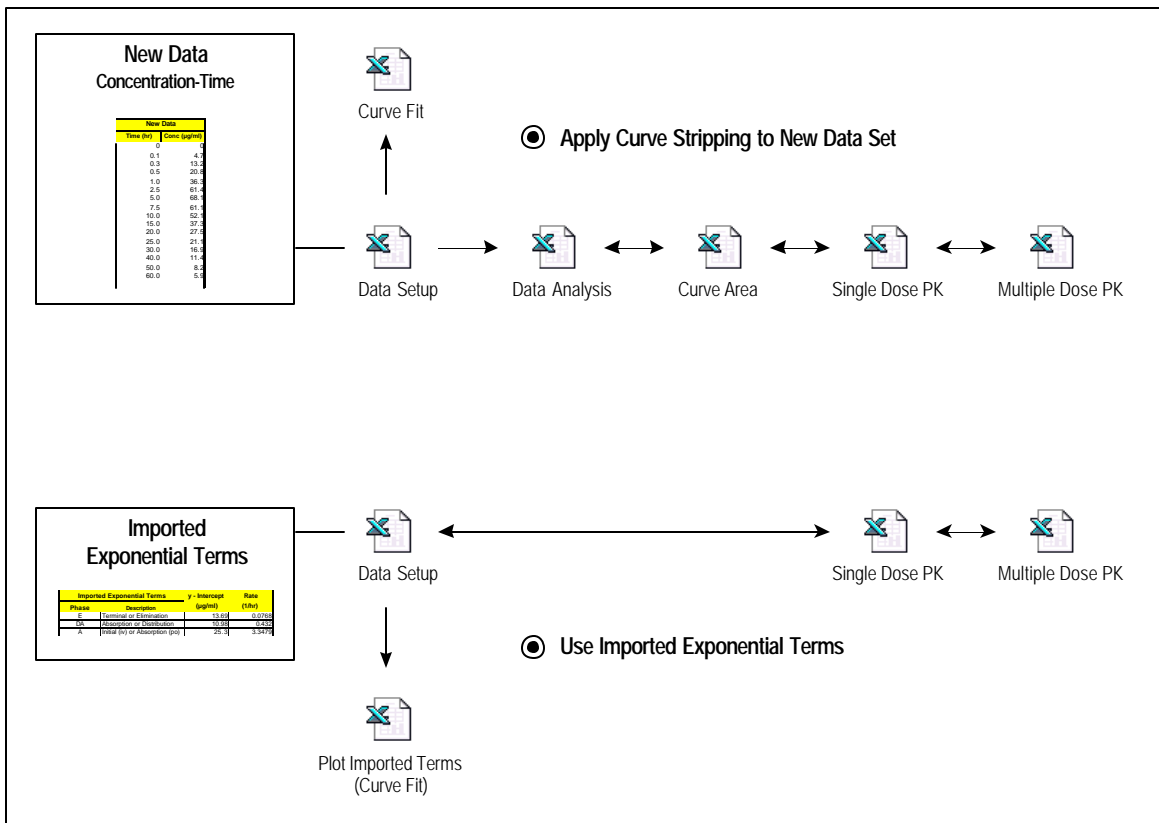 New Data
Concentration-Time
New Data
Time (hr) Conc (µg/ml)
0 0
0.1 4.7
0.3 13.2
0.5 20.8
1.0 36.3
2.5 61.4
5.0 68.1
7.5 61.1
10.0 52.1
15.0 37.3
20.0 27.5
25.0 21.1
30.0 16.9
40.0 11.4
50.0 8.2
60.0 5.9
Curve Fit
Apply Curve Stripping to New Data Set
Data Setup
Data Analysis
Curve Area
Single Dose PK
Multiple Dose PK
Imported
Exponential Terms
Imported Exponential Terms y - Intercept Rate
Phase Description (µg/ml) (1/hr)
E Terminal or Elimination 13.69 0.0768
DA Absorption or Distribution 10.98 0.432
A Initial (iv) or Absorption (po) 25.3 3.3479
Data Setup
Single Dose PK
Multiple Dose PK
Use Imported Exponential Terms
Plot Imported Terms
(Curve Fit)